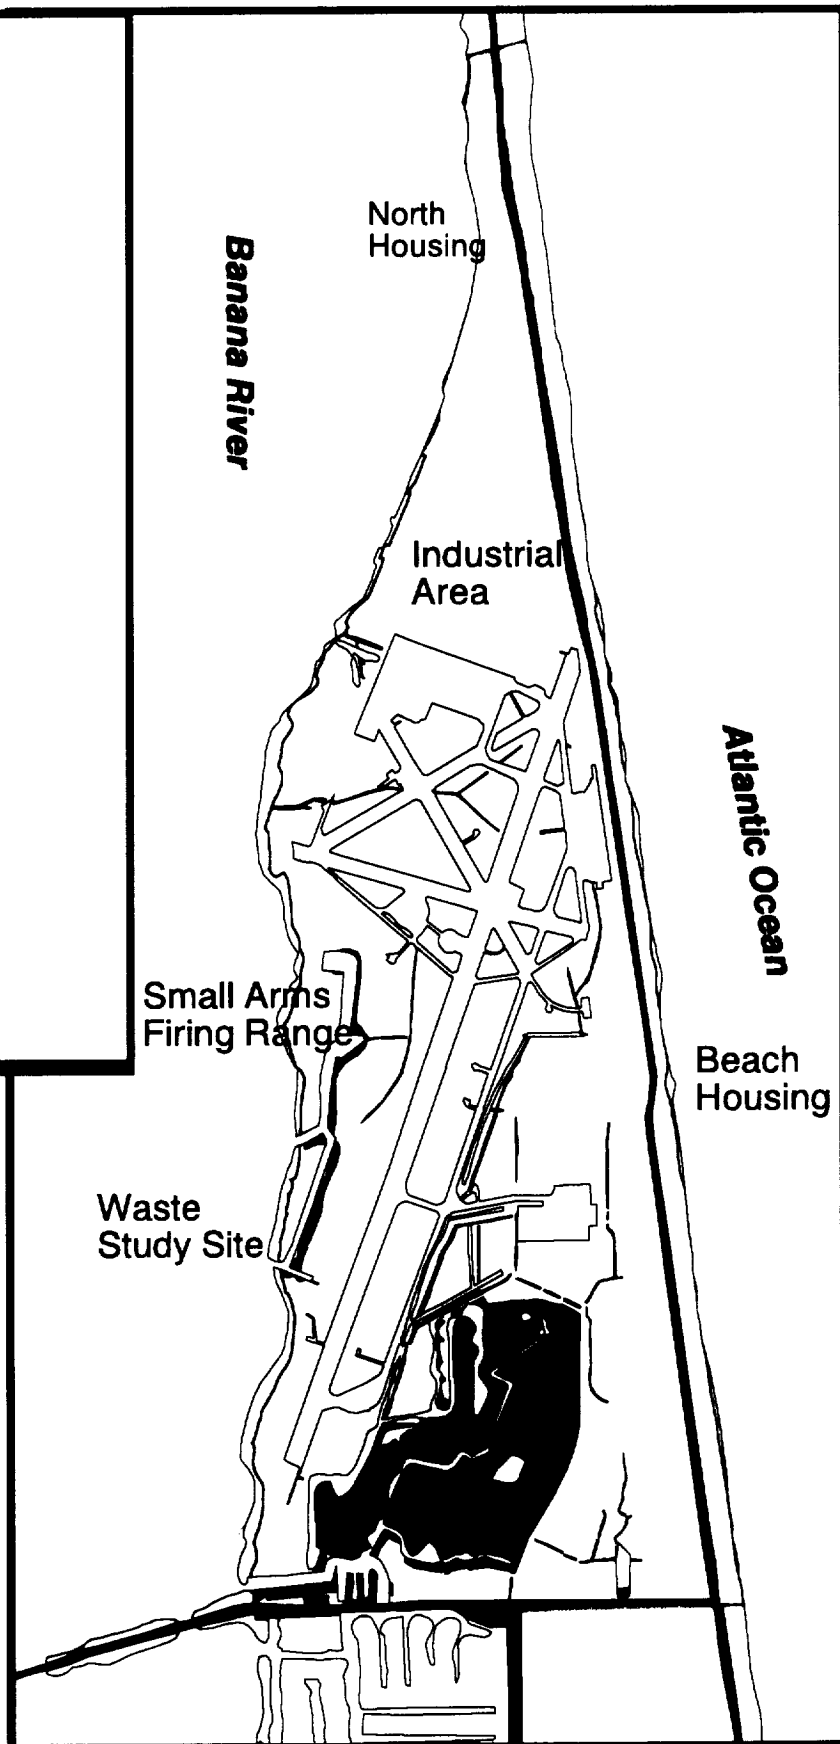 North
Housing
Banana River
Industrial
Area
Atlantic Ocean
Small Arms
Firing Range
Beach
Housing
Waste
Study Site